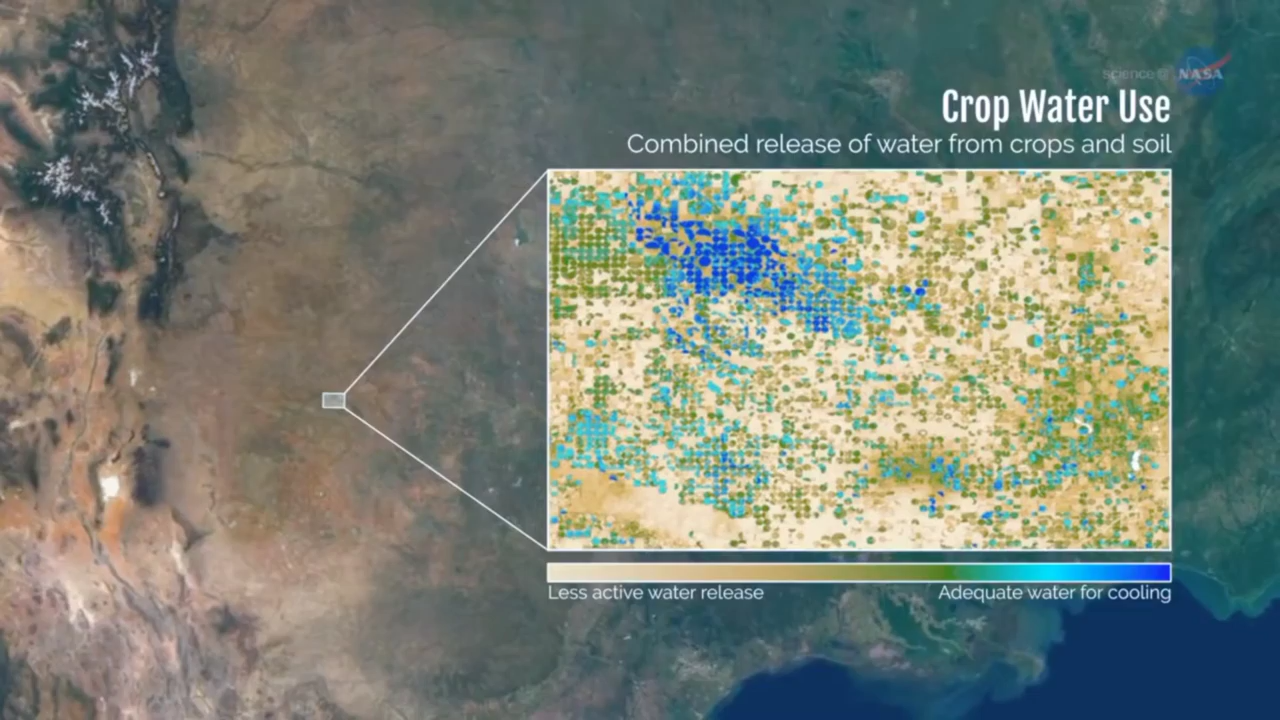 science@ NASA
Crop Water Use
Combined release of water from crops and soil
Less active water release
Adequate water for cooling